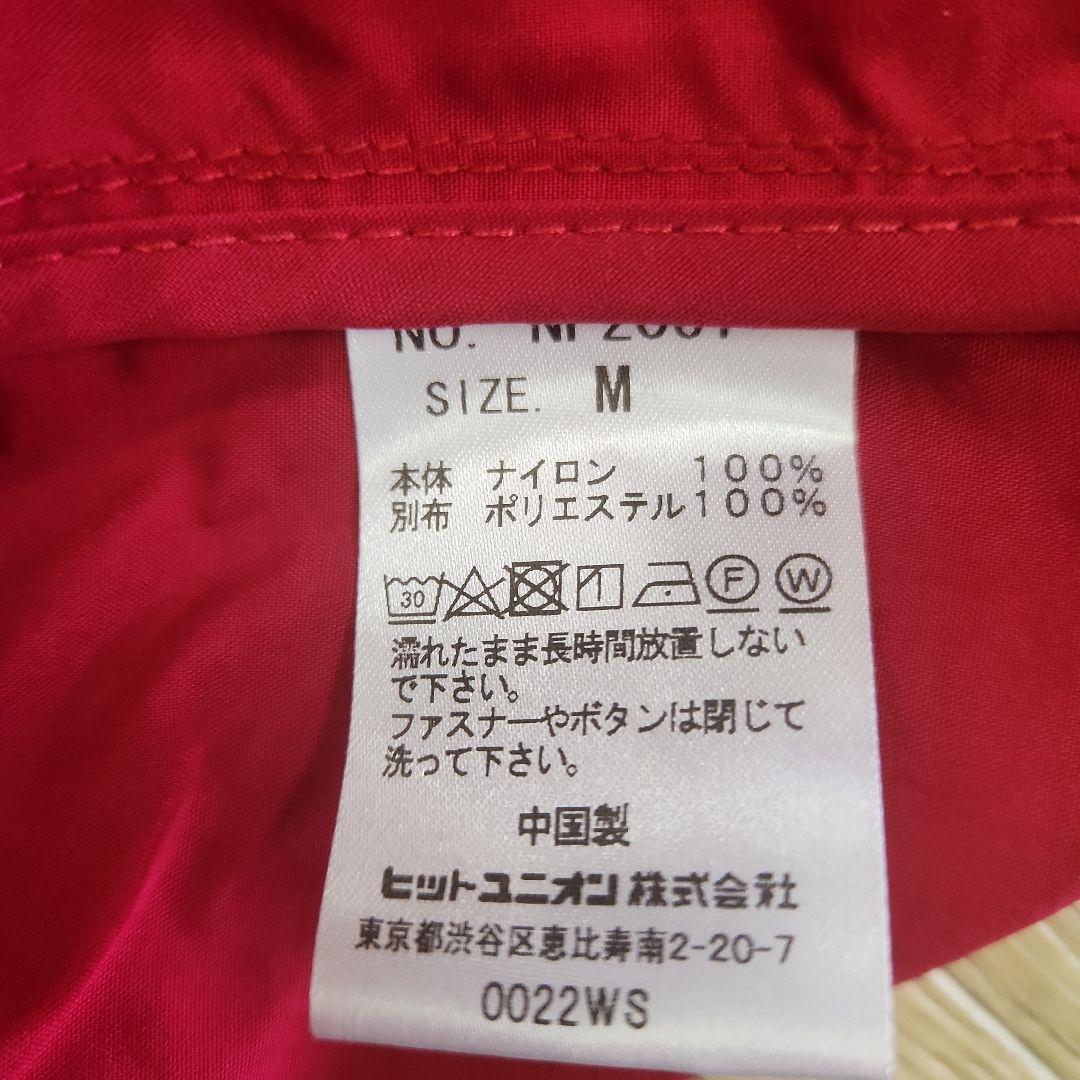 NO.
SIZE. M
本体 ナイロン 100%
別布 ポリエステル100%
30 F W
濡れたまま長時間放置しない
で下さい。
ファスナーやボタンは閉じて
洗って下さい。
中国製
ヒットユニオン株式会社
東京都渋谷区恵比寿南2-20-7
0022WS